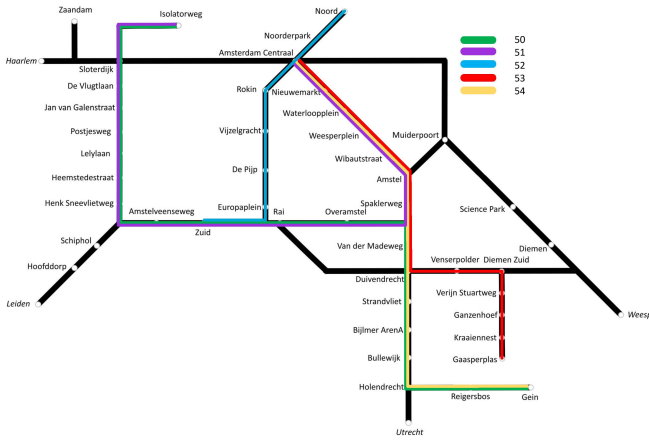 Noord
Zaandam
Isolatorweg
Noorderpark
Amsterdam Centraal
Haarlem
Sloterdijk
De Vlugtlaan
Jan van Galenstraat
Postjesweg
Lelylaan
Heemstedestraat
Henk Sneevlietweg
Amstelveenseweg
Zuid
Schiphol
Hoofddorp
Leiden
Rokin
Vijzelgracht
De Pijp
Europaplein
Rai
Overamstel
Nieuwemarkt
Waterloopplein
Weesperplein
Wibautstraat
Amstel
Spaklerweg
Van der Madeweg
Duivendrecht
Strandvliet
Bijlmer ArenA
Bullewijk
Holendrecht
Reigersbos
Gein
Utrecht
Muiderpoort
Science Park
Diemen
Weesp
Venserpolder
Diemen Zuid
Verijn Stuartweg
Ganzenhoef
Kraaiennest
Gaasperplas
50
51
52
53
54